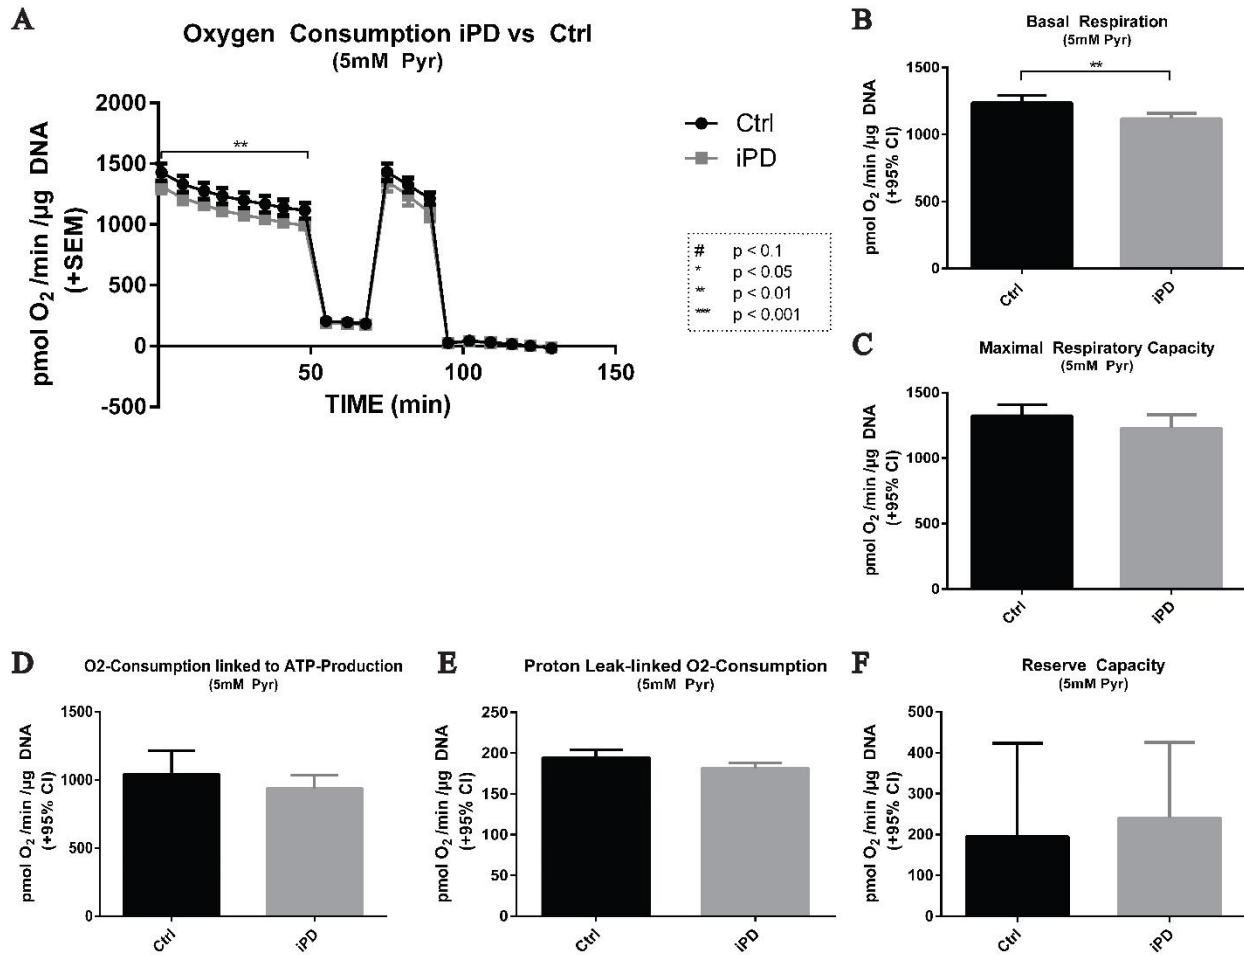 A
Oxygen Consumption iPD vs Ctrl
(5mM Pyr)
pmol O2 /min /µg DNA
(+SEM)
2000
1500
1000
500
0
-500
**
50
100
150
TIME (min)
Ctrl
iPD
# p < 0.1
* p < 0.05
** p < 0.01
*** p < 0.001
B
Basal Respiration
(5mM Pyr)
pmol O2 /min /µg DNA
(+95% CI)
1500
1000
500
0
**
Ctrl
iPD
C
Maximal Respiratory Capacity
(5mM Pyr)
pmol O2 /min /µg DNA
(+95% CI)
1500
1000
500
0
Ctrl
iPD
D
O2-Consumption linked to ATP-Production
(5mM Pyr)
pmol O2 /min /µg DNA
(+95% CI)
1500
1000
500
0
Ctrl
iPD
E
Proton Leak-linked O2-Consumption
(5mM Pyr)
pmol O2 /min /µg DNA
(+95% CI)
250
200
150
100
50
0
Ctrl
iPD
F
Reserve Capacity
(5mM Pyr)
pmol O2 /min /µg DNA
(+95% CI)
500
400
300
200
100
0
Ctrl
iPD